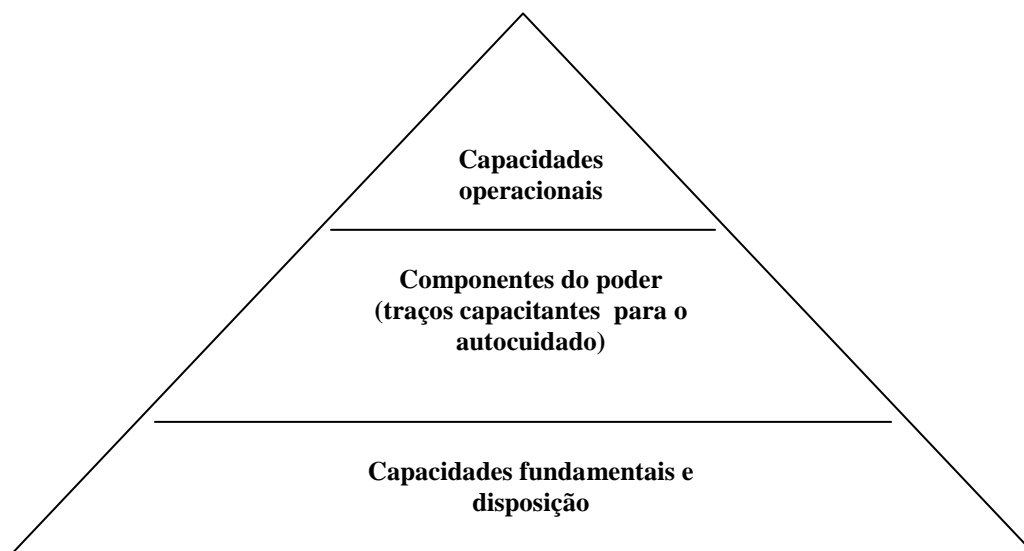 Capacidades
operacionais
Componentes do poder
(traços capacitantes  para o
autocuidado)
Capacidades fundamentais e
disposição